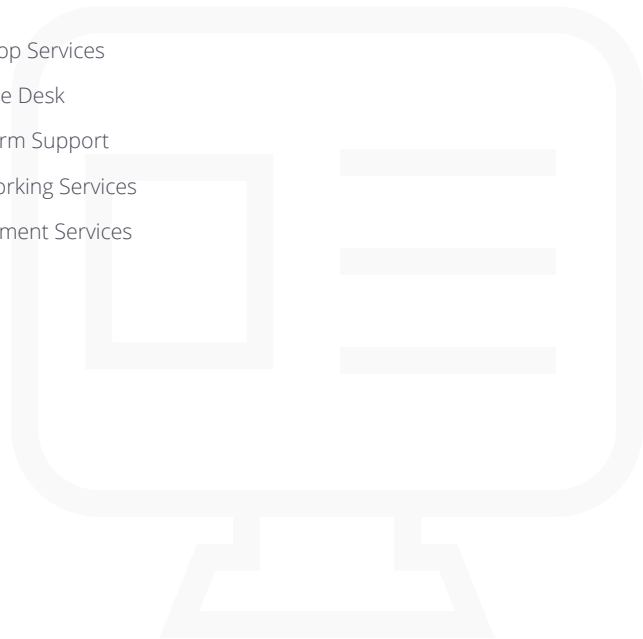 op Services
e Desk
rm Support
orking Services
ment Services